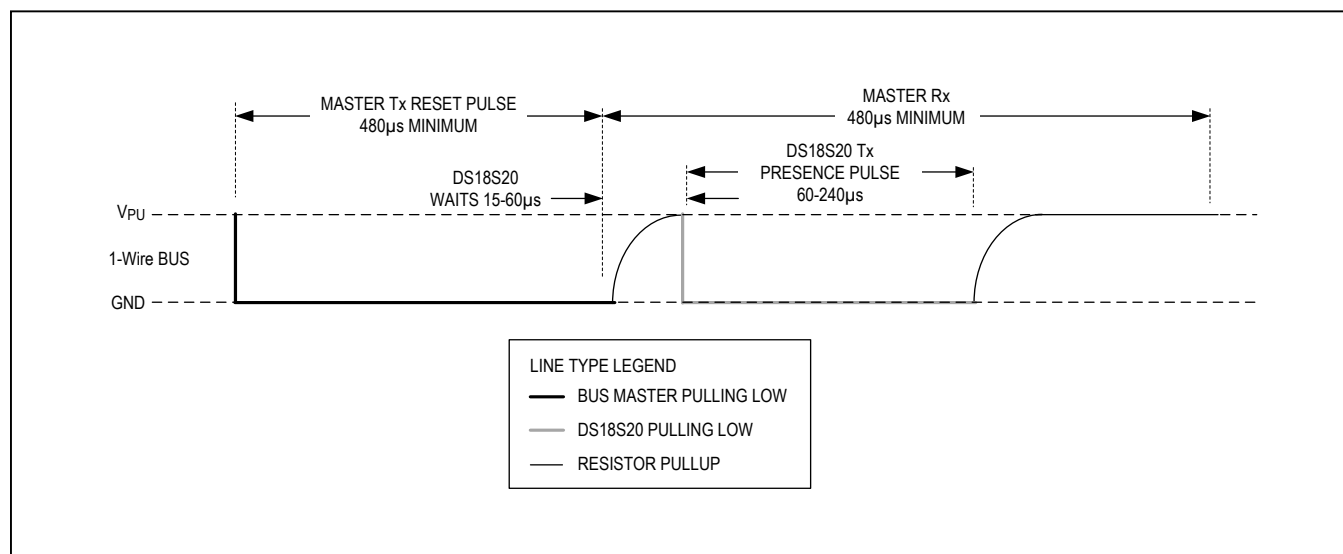 MASTER Tx RESET PULSE
480µs MINIMUM
MASTER Rx
480µs MINIMUM
DS18S20
WAITS 15-60µs
DS18S20 Tx
PRESENCE PULSE
60-240µs
VPU
1-Wire BUS
GND
LINE TYPE LEGEND
BUS MASTER PULLING LOW
DS18S20 PULLING LOW
RESISTOR PULLUP